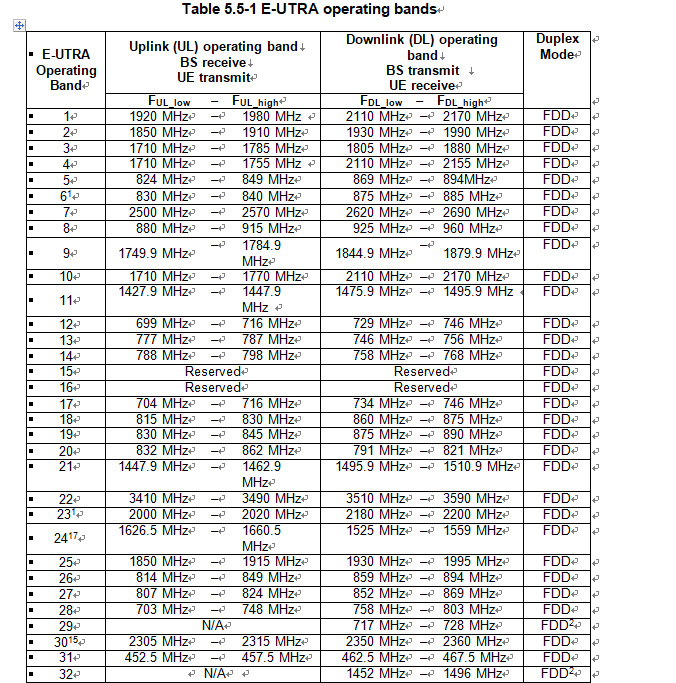 Table 5.5-1 E-UTRA operating bands
E-UTRA Operating Band Uplink (UL) operating band BS receive UE transmit Downlink (DL) operating band BS transmit UE receive Duplex Mode
FUL_low – FUL_high FDL_low – FDL_high
1 1920 MHz – 1980 MHz 2110 MHz – 2170 MHz FDD
2 1850 MHz – 1910 MHz 1930 MHz – 1990 MHz FDD
3 1710 MHz – 1785 MHz 1805 MHz – 1880 MHz FDD
4 1710 MHz – 1755 MHz 2110 MHz – 2155 MHz FDD
5 824 MHz – 849 MHz 869 MHz – 894MHz FDD
6¹ 830 MHz – 840 MHz 875 MHz – 885 MHz FDD
7 2500 MHz – 2570 MHz 2620 MHz – 2690 MHz FDD
8 880 MHz – 915 MHz 925 MHz – 960 MHz FDD
9 1749.9 MHz – 1784.9 MHz 1844.9 MHz – 1879.9 MHz FDD
10 1710 MHz – 1770 MHz 2110 MHz – 2170 MHz FDD
11 1427.9 MHz – 1447.9 MHz 1475.9 MHz – 1495.9 MHz FDD
12 699 MHz – 716 MHz 729 MHz – 746 MHz FDD
13 777 MHz – 787 MHz 746 MHz – 756 MHz FDD
14 788 MHz – 798 MHz 758 MHz – 768 MHz FDD
15 Reserved Reserved FDD
16 Reserved Reserved FDD
17 704 MHz – 716 MHz 734 MHz – 746 MHz FDD
18 815 MHz – 830 MHz 860 MHz – 875 MHz FDD
19 830 MHz – 845 MHz 875 MHz – 890 MHz FDD
20 832 MHz – 862 MHz 791 MHz – 821 MHz FDD
21 1447.9 MHz – 1462.9 MHz 1495.9 MHz – 1510.9 MHz FDD
22 3410 MHz – 3490 MHz 3510 MHz – 3590 MHz FDD
23¹ 2000 MHz – 2020 MHz 2180 MHz – 2200 MHz FDD
24¹⁷ 1626.5 MHz – 1660.5 MHz 1525 MHz – 1559 MHz FDD
25 1850 MHz – 1915 MHz 1930 MHz – 1995 MHz FDD
26 814 MHz – 849 MHz 859 MHz – 894 MHz FDD
27 807 MHz – 824 MHz 852 MHz – 869 MHz FDD
28 703 MHz – 748 MHz 758 MHz – 803 MHz FDD
29 N/A 717 MHz – 728 MHz FDD²
30¹⁵ 2305 MHz – 2315 MHz 2350 MHz – 2360 MHz FDD
31 452.5 MHz – 457.5 MHz 462.5 MHz – 467.5 MHz FDD
32 N/A 1452 MHz – 1496 MHz FDD²